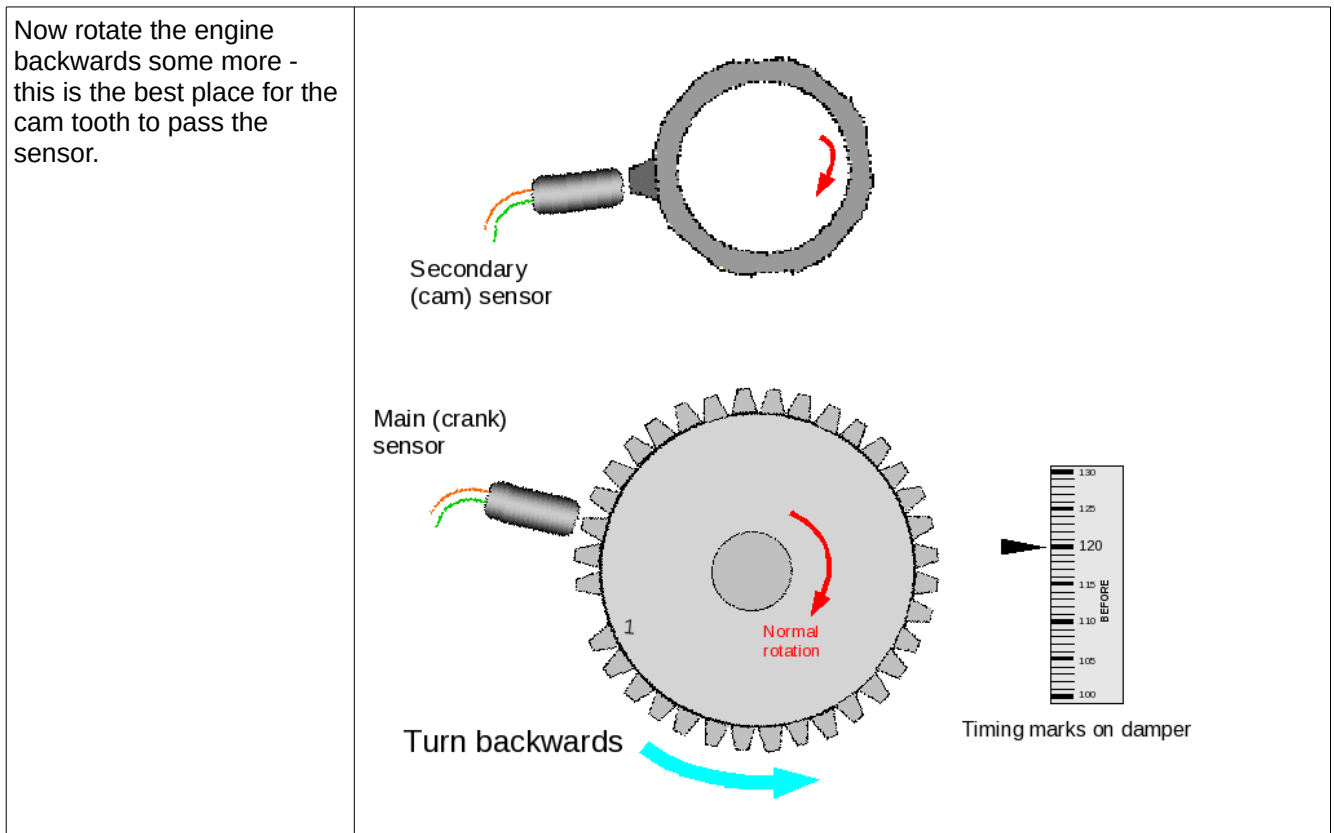 Now rotate the engine
backwards some more -
this is the best place for the
cam tooth to pass the
sensor.
Secondary
(cam) sensor
Main (crank)
sensor
1
Normal
rotation
Turn backwards
130
125
120
115
110
105
100
BEFORE
Timing marks on damper